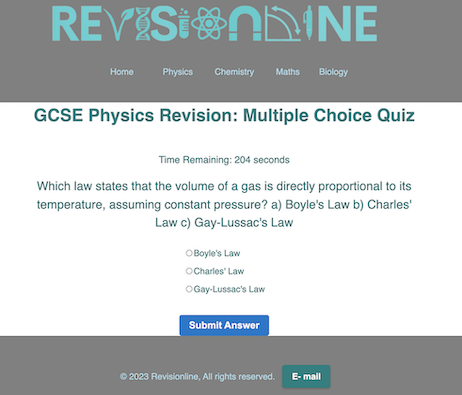 REVISIONLINE
Home Physics Chemistry Maths Biology
GCSE Physics Revision: Multiple Choice Quiz
Time Remaining: 204 seconds
Which law states that the volume of a gas is directly proportional to its
temperature, assuming constant pressure? a) Boyle's Law b) Charles'
Law c) Gay-Lussac's Law
Boyle's Law
Charles' Law
Gay-Lussac's Law
Submit Answer
© 2023 Revisionline, All rights reserved. E- mail